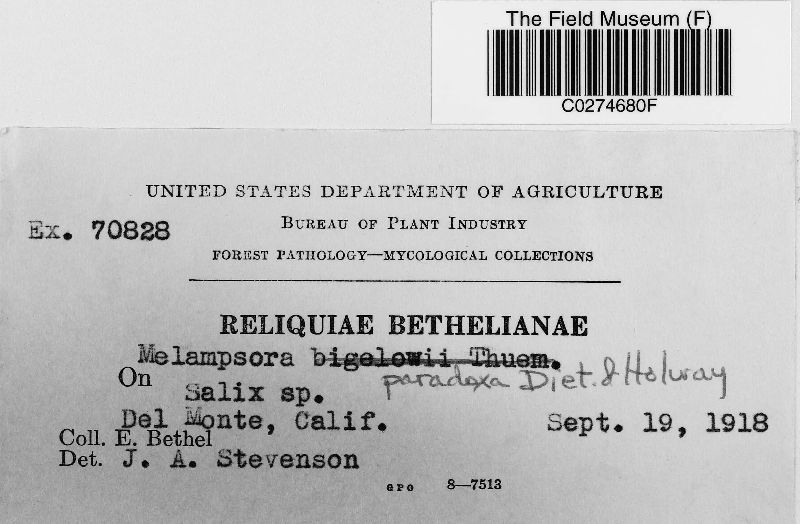 The Field Museum (F)
C0274680F
UNITED STATES DEPARTMENT OF AGRICULTURE
Ex. 70828
BUREAU OF PLANT INDUSTRY
FOREST PATHOLOGY—MYCOLOGICAL COLLECTIONS
RELIQUIAE BETHELIANAE
Melampsora bigelowii Thuem.
paradoxa Diet. & Holway
On
Salix sp.
Del Monte, Calif. Sept. 19, 1918
Coll. E. Bethel
Det. J. A. Stevenson
GPO 8—7513